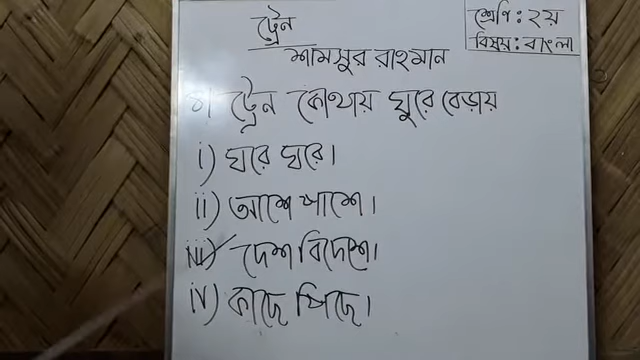 ট্রেন
শ্রেণি: ২য়
শামসুর রাহমান
বিষয়: বাংলা
ট্রেন কোথায় ঘুরে বেড়ায়
i) ঘরে ঘরে।
ii) আশে পাশে।
iii) দেশ বিদেশে।
iv) কাছে পিছে।